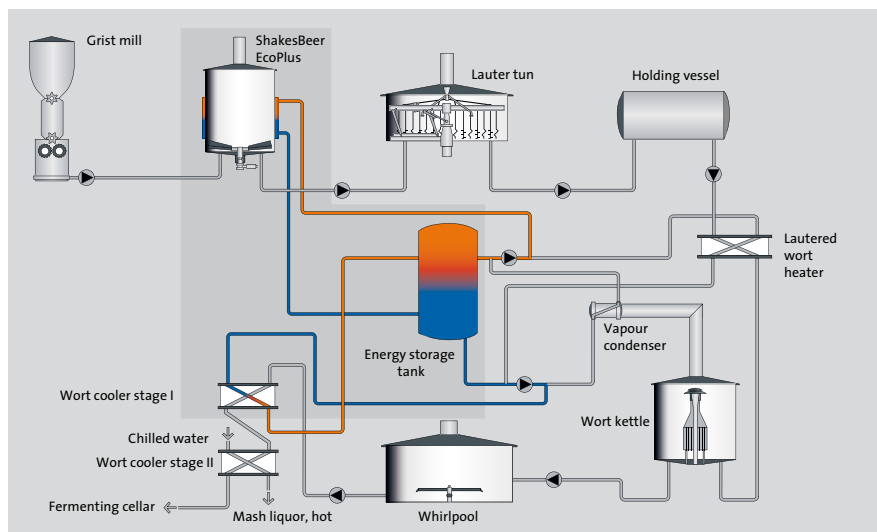 Grist mill
ShakesBeer
EcoPlus
Lauter tun
Holding vessel
Lautered
wort
heater
Vapour
condenser
Energy storage
tank
Wort cooler stage I
Wort kettle
Chilled water
Wort cooler stage II
Fermenting cellar
Mash liquor, hot
Whirlpool